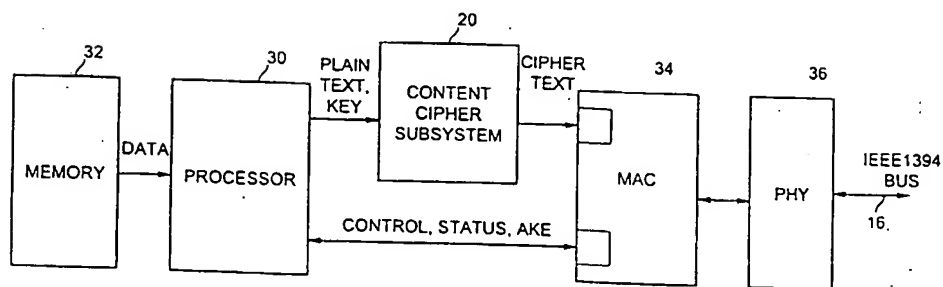 32
30
20
34
36
PLAIN
TEXT,
KEY
CIPHER
TEXT
CONTENT
CIPHER
SUBSYSTEM
DATA
MEMORY
PROCESSOR
MAC
PHY
IEEE1394
BUS
16.
CONTROL, STATUS, AKE